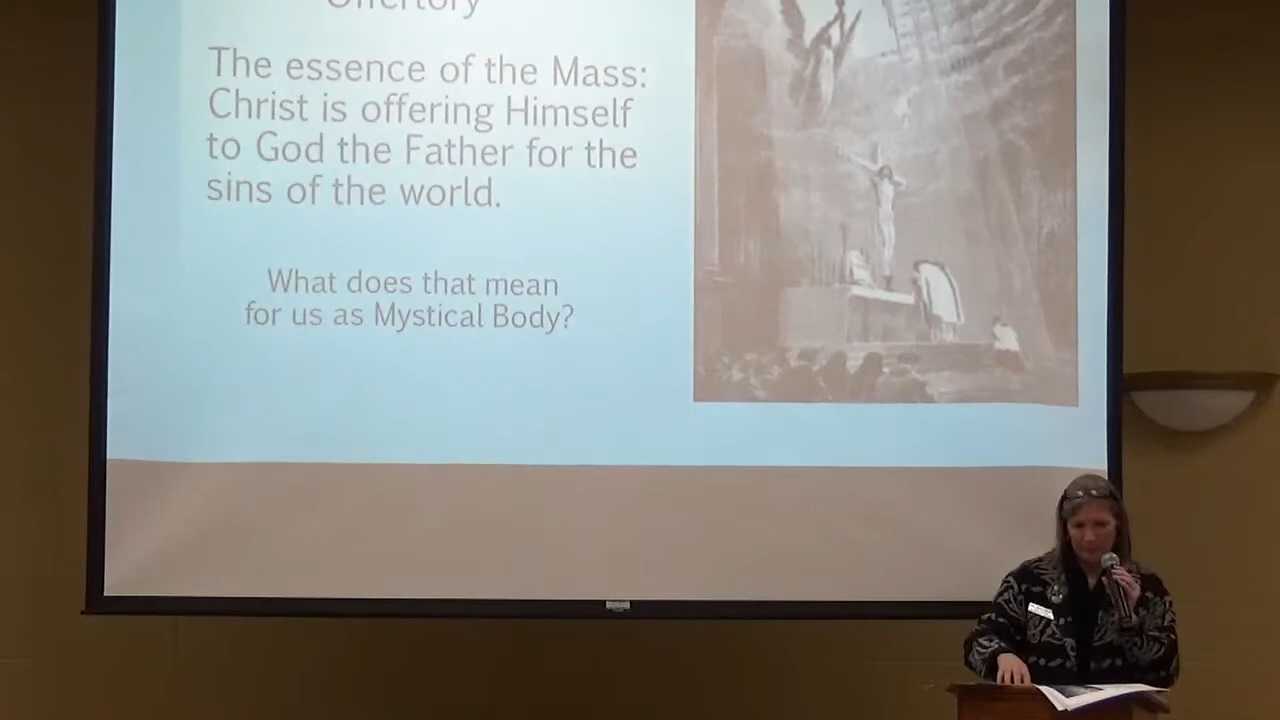 Offertory
The essence of the Mass:
Christ is offering Himself
to God the Father for the
sins of the world.
What does that mean
for us as Mystical Body?